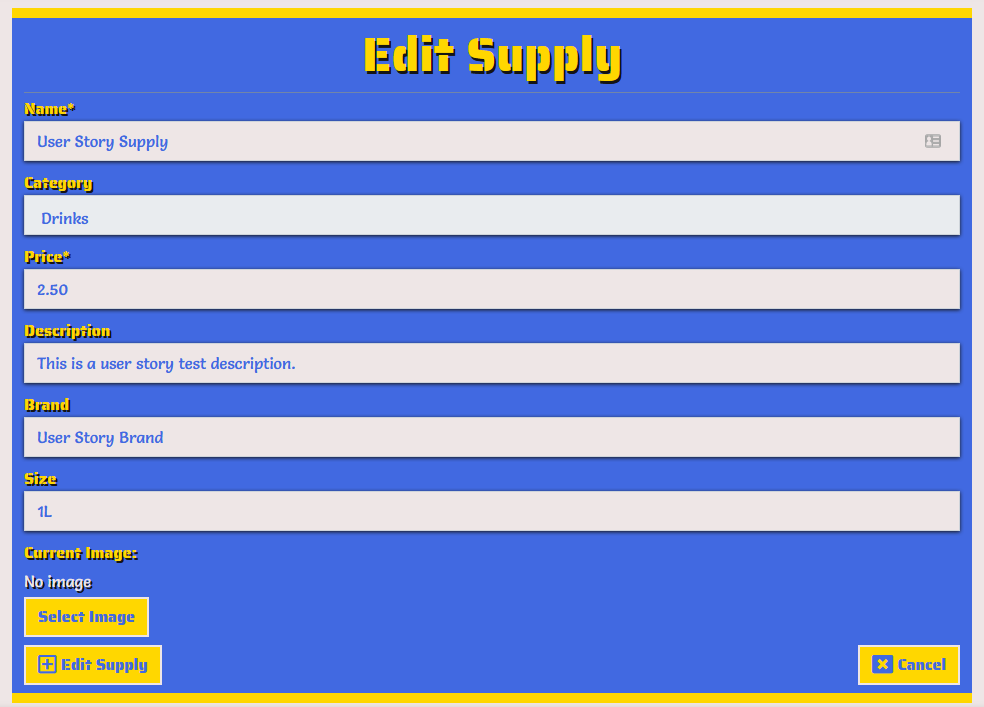 Edit Supply
Name*
User Story Supply
Category
Drinks
Price*
2.50
Description
This is a user story test description.
Brand
User Story Brand
Size
1L
Current Image:
No image
Select Image
Edit Supply
Cancel